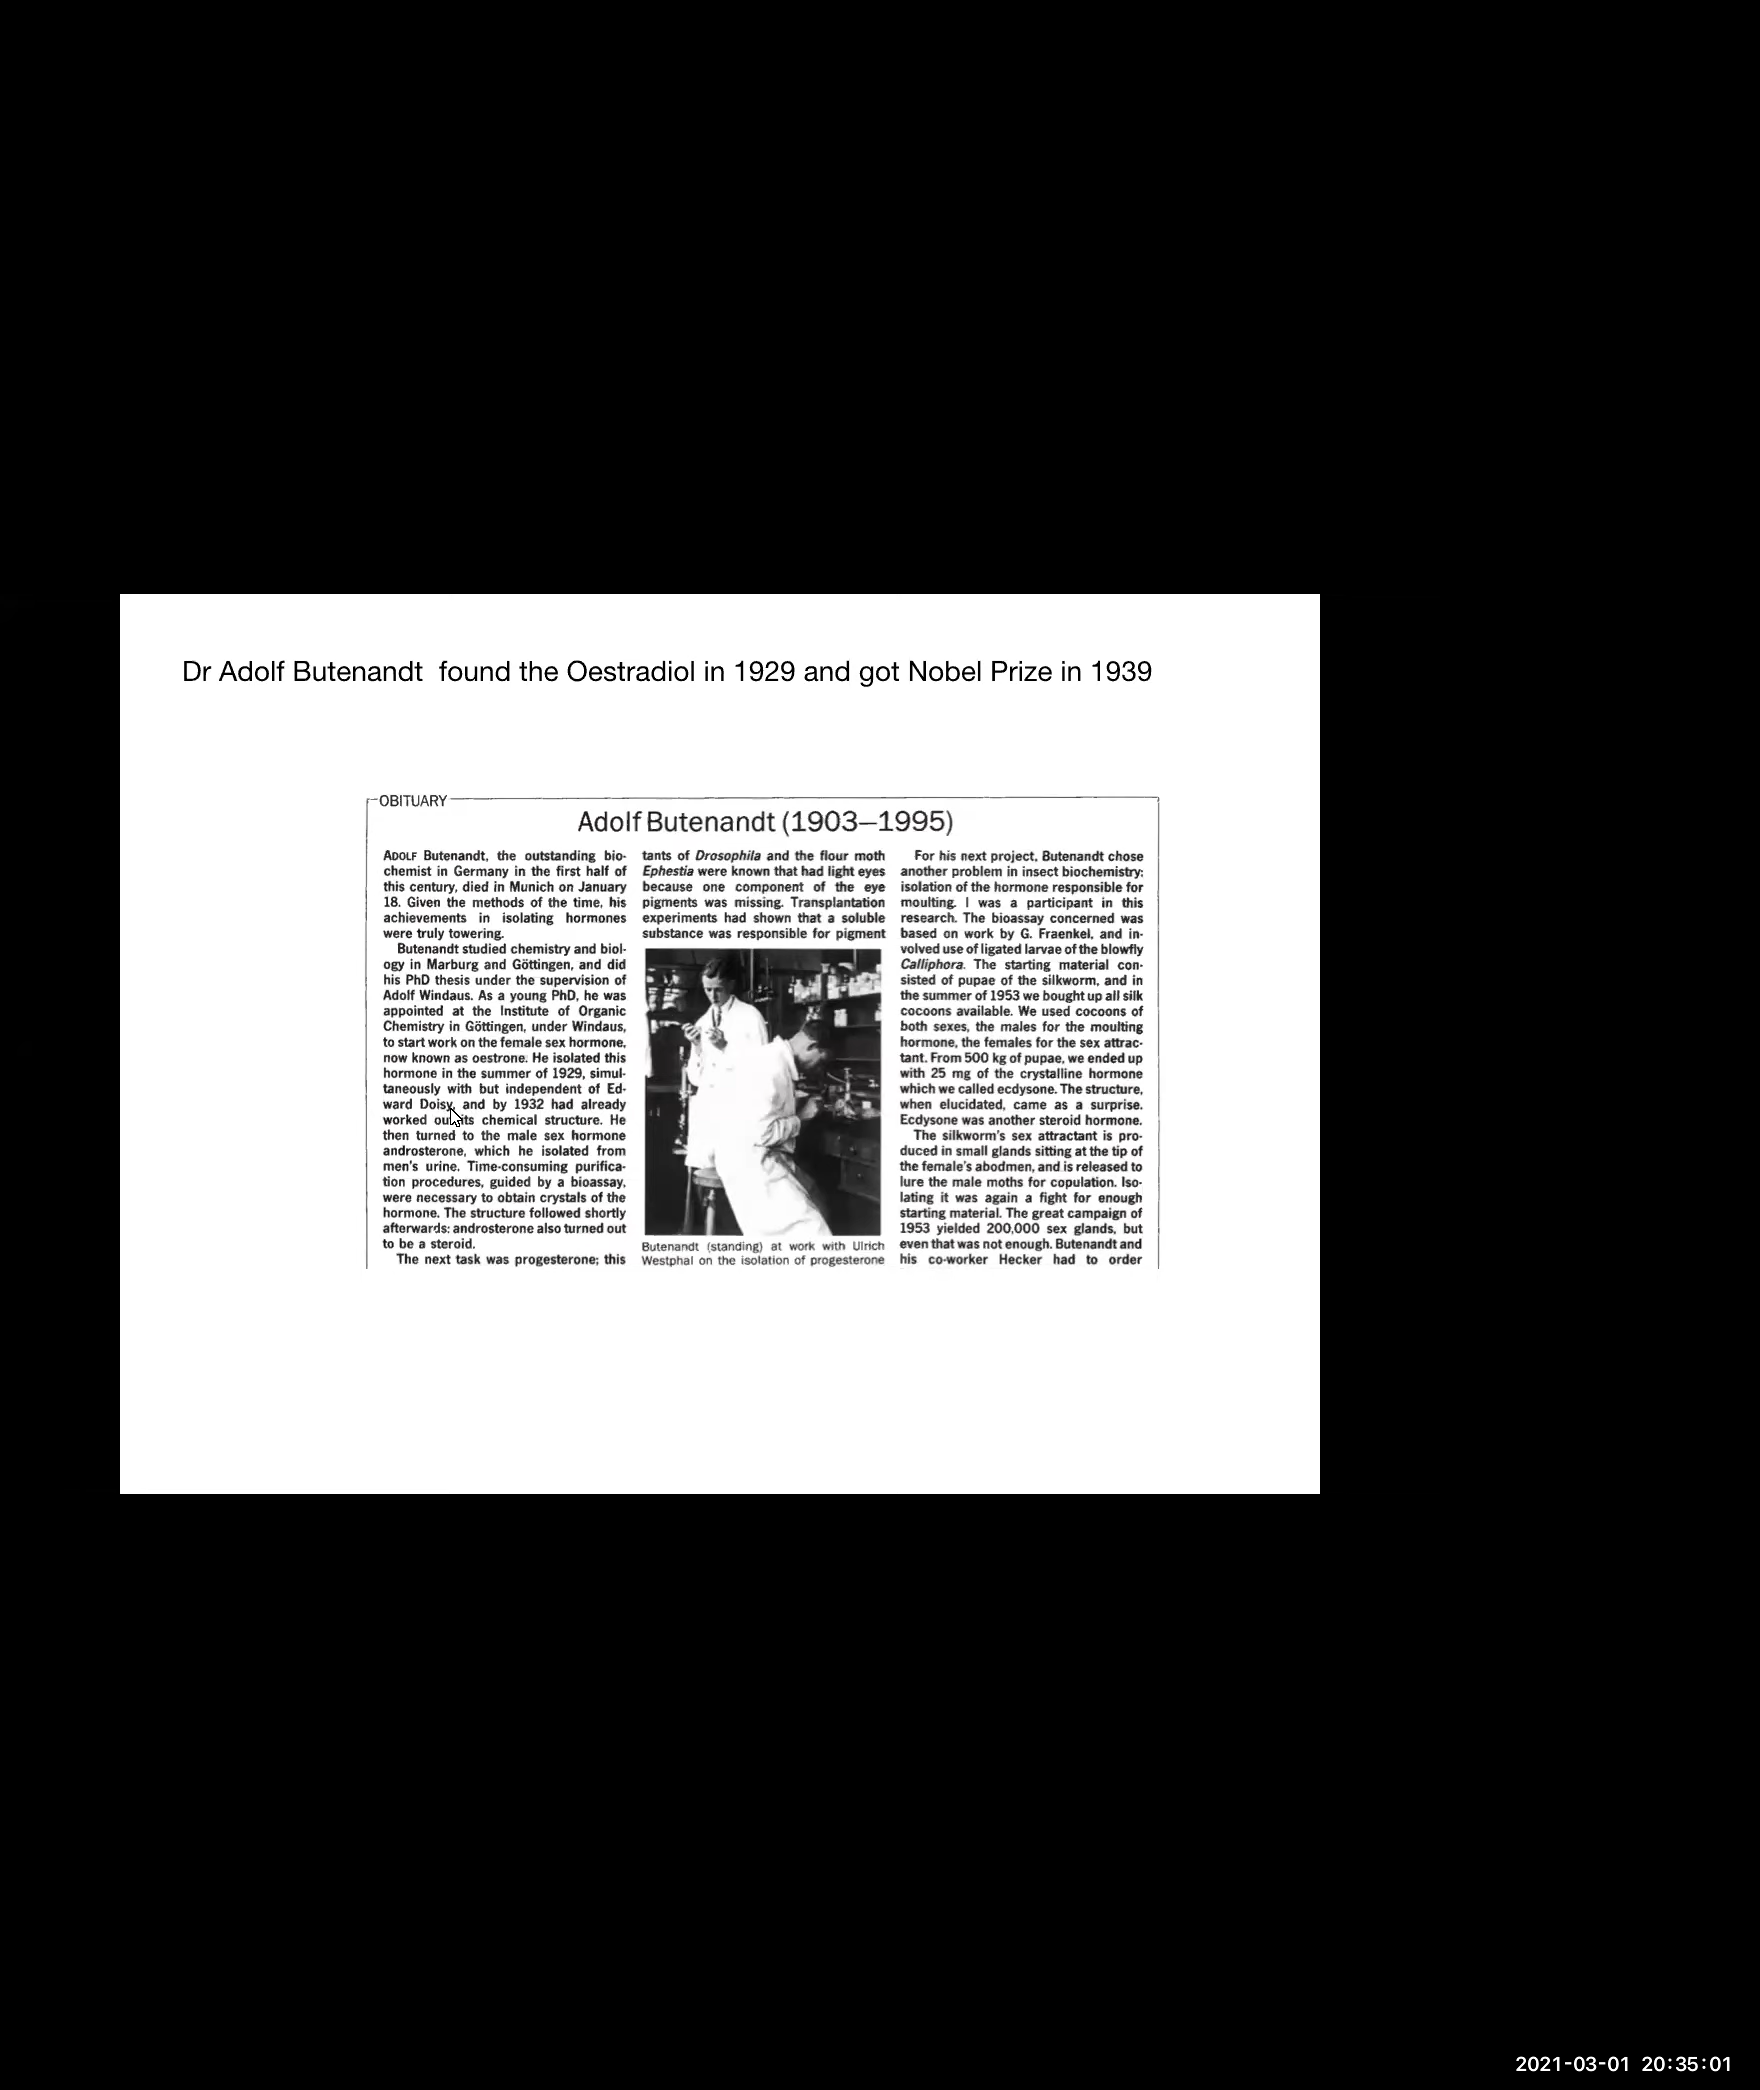 Dr Adolf Butenandt  found the Oestradiol in 1929 and got Nobel Prize in 1939
OBITUARY
Adolf Butenandt (1903–1995)
ADOLF Butenandt, the outstanding bio-
chemist in Germany in the first half of
this century, died in Munich on January
18. Given the methods of the time, his
achievements in isolating hormones
were truly towering.
Butenandt studied chemistry and biol-
ogy in Marburg and Göttingen, and did
his PhD thesis under the supervision of
Adolf Windaus. As a young PhD, he was
appointed at the Institute of Organic
Chemistry in Göttingen, under Windaus,
to start work on the female sex hormone,
now known as oestrone. He isolated this
hormone in the summer of 1929, simul-
taneously with but independent of Ed-
ward Doisy, and by 1932 had already
worked out its chemical structure. He
then turned to the male sex hormone
androsterone, which he isolated from
men's urine. Time-consuming purifica-
tion procedures, guided by a bioassay,
were necessary to obtain crystals of the
hormone. The structure followed shortly
afterwards: androsterone also turned out
to be a steroid.
The next task was progesterone; this
tants of Drosophila and the flour moth
Ephestia were known that had light eyes
because one component of the eye
pigments was missing. Transplantation
experiments had shown that a soluble
substance was responsible for pigment
Butenandt (standing) at work with Ulrich
Westphal on the isolation of progesterone
For his next project, Butenandt chose
another problem in insect biochemistry:
isolation of the hormone responsible for
moulting. I was a participant in this
research. The bioassay concerned was
based on work by G. Fraenkel, and in-
volved use of ligated larvae of the blowfly
Calliphora. The starting material con-
sisted of pupae of the silkworm, and in
the summer of 1953 we bought up all silk
cocoons available. We used cocoons of
both sexes, the males for the moulting
hormone, the females for the sex attrac-
tant. From 500 kg of pupae, we ended up
with 25 mg of the crystalline hormone
which we called ecdysone. The structure,
when elucidated, came as a surprise.
Ecdysone was another steroid hormone.
The silkworm's sex attractant is pro-
duced in small glands sitting at the tip of
the female's abodmen, and is released to
lure the male moths for copulation. Iso-
lating it was again a fight for enough
starting material. The great campaign of
1953 yielded 200,000 sex glands, but
even that was not enough. Butenandt and
his co-worker Hecker had to order
2021-03-01 20:35:01